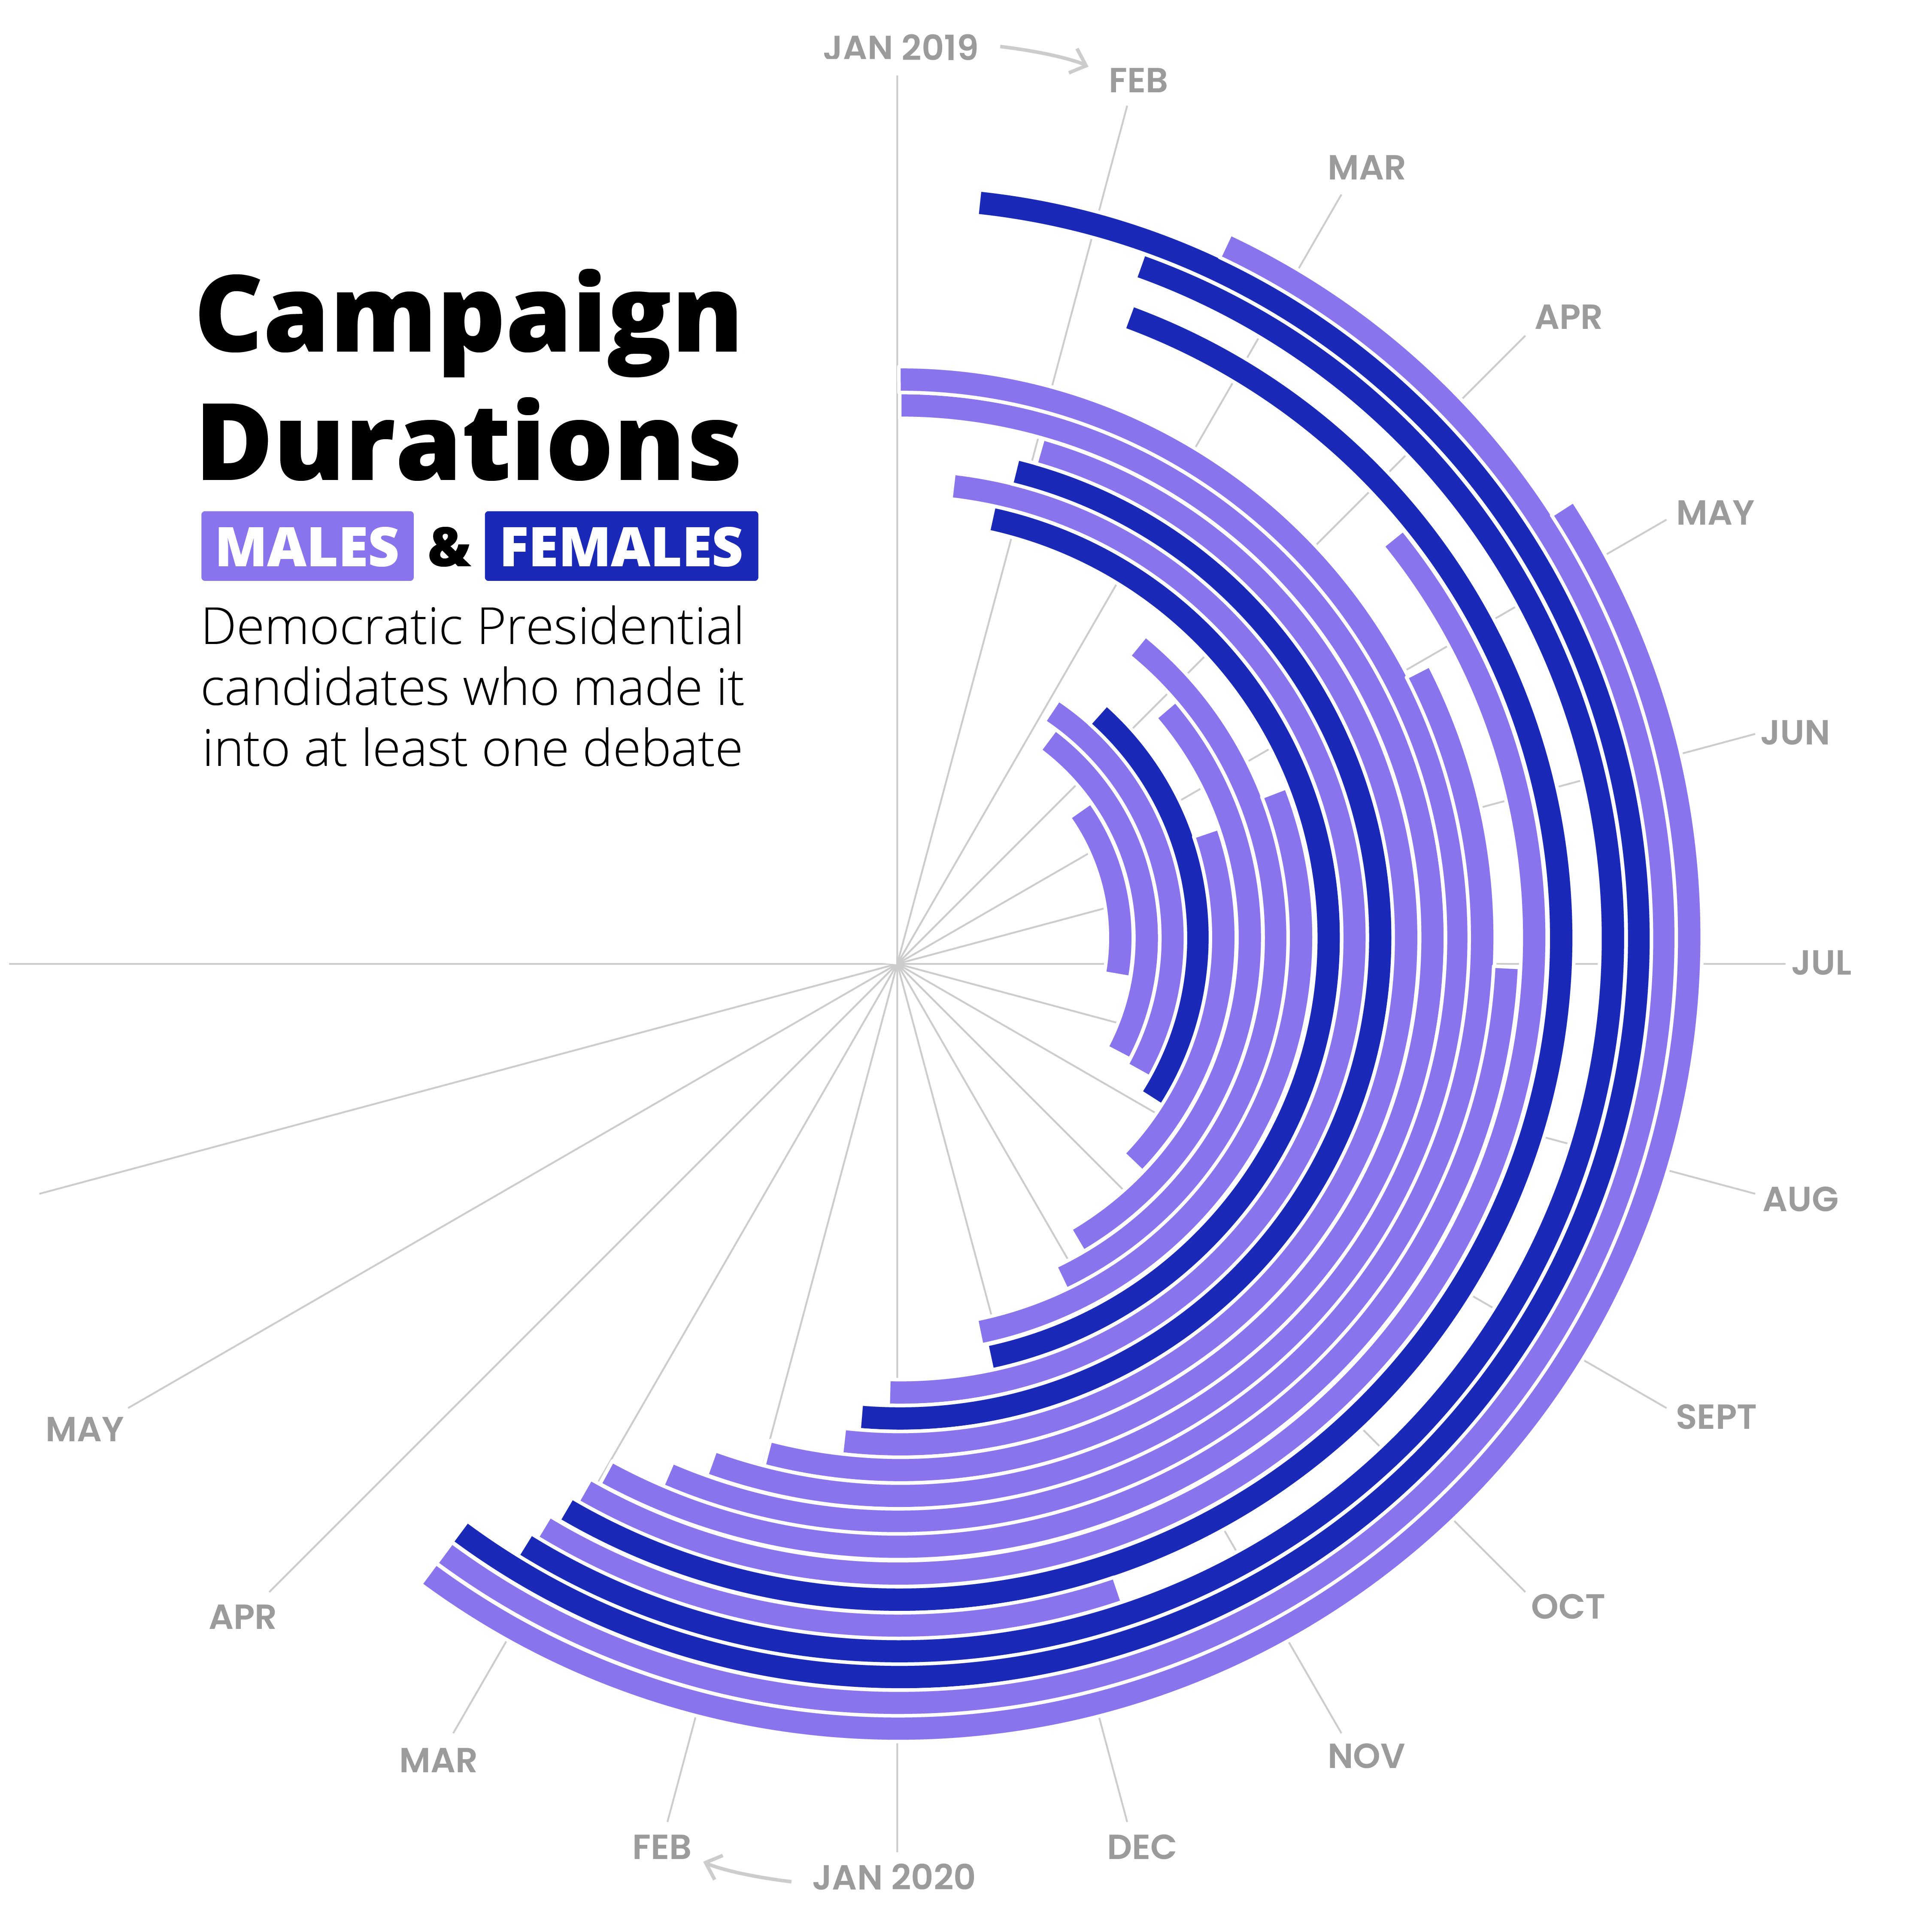 Campaign
Durations
MALES & FEMALES
Democratic Presidential
candidates who made it
into at least one debate
JAN 2019
FEB
MAR
APR
MAY
JUN
JUL
AUG
SEPT
OCT
NOV
DEC
JAN 2020
FEB
MAR
APR
MAY